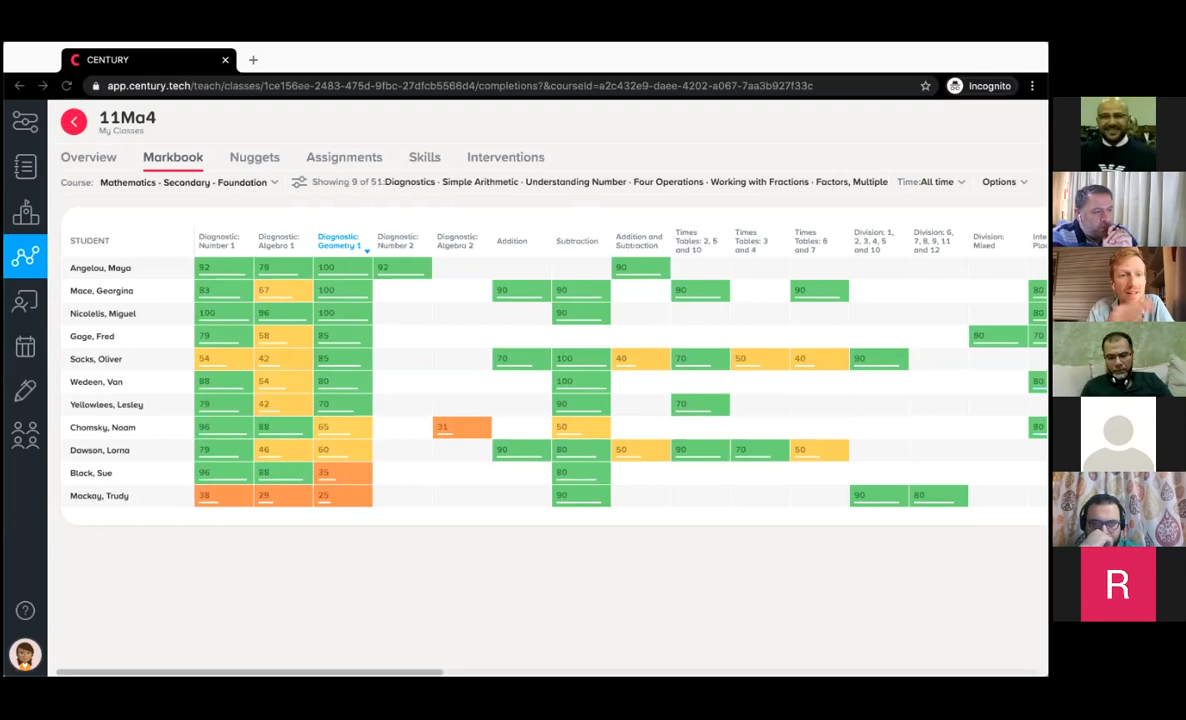 CENTURY
app.century.tech/teach/classes/1ce156ee-2483-475d-9fbc-27dfcb5566d4/completions?&courseId=a2c432e9-daee-4202-a067-7aa3b927f33c
Incognito
11Ma4
My Classes
Overview Markbook Nuggets Assignments Skills Interventions
Course: Mathematics - Secondary - Foundation Showing 9 of 51: Diagnostics · Simple Arithmetic · Understanding Number · Four Operations · Working with Fractions · Factors, Multiple Time: All time Options
STUDENT Diagnostic: Number 1 Diagnostic: Algebra 1 Diagnostic: Geometry 1 Diagnostic: Number 2 Diagnostic: Algebra 2 Addition Subtraction Addition and Subtraction Times Tables: 2, 5 and 10 Times Tables: 3 and 4 Times Tables: 6 and 7 Division: 1, 2, 3, 4, 5 and 10 Division: 6, 7, 8, 9, 11 and 12 Division: Mixed Inte Plac
Angelou, Maya 92 79 100 92 90
Mace, Georgina 83 67 100 90 90 90 90 80
Nicolelis, Miguel 100 96 100 90 80
Gage, Fred 79 58 85 90 70
Sacks, Oliver 54 42 85 70 100 40 70 50 40 90
Wedeen, Van 88 54 80 100 80
Yellowlees, Lesley 79 42 70 90 70
Chomsky, Noam 96 88 65 31 50 80
Dawson, Lorna 79 46 60 90 80 50 90 70 50
Black, Sue 96 88 35 80
Mackay, Trudy 38 29 25 90 90 80
R